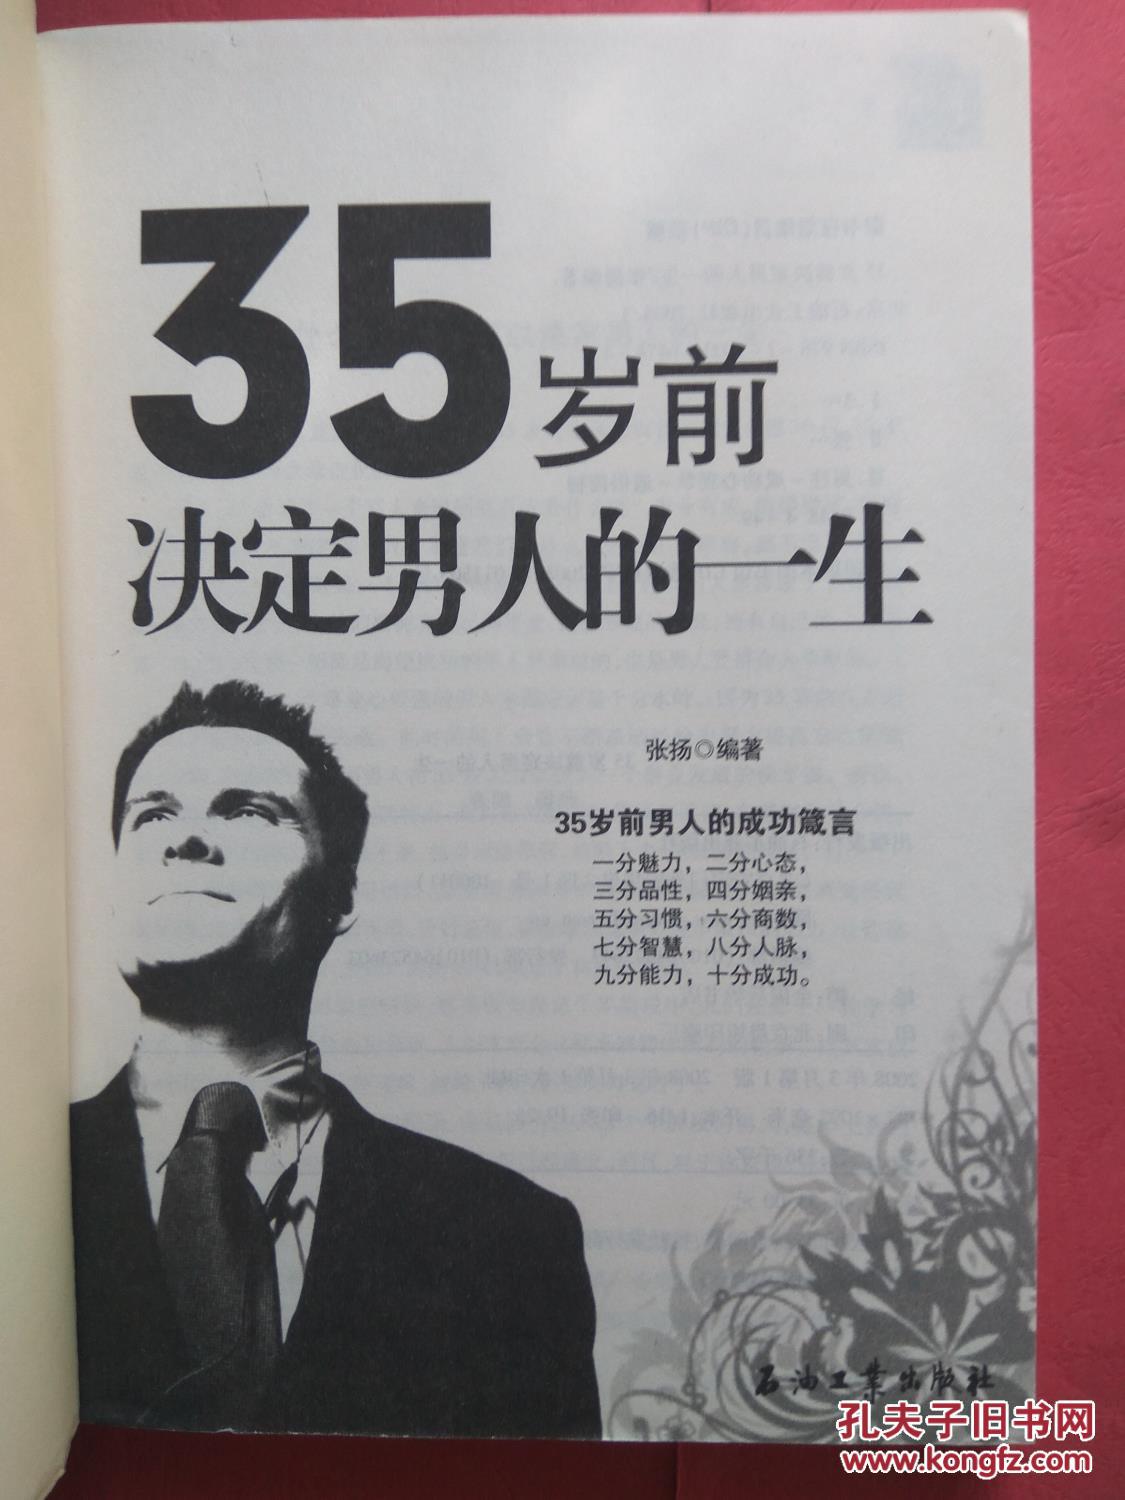 35岁前
决定男人的一生
张扬◎编著
35岁前男人的成功箴言
一分魅力，二分心态，
三分品性，四分姻亲，
五分习惯，六分商数，
七分智慧，八分人脉，
九分能力，十分成功。
石油工业出版社
孔夫子旧书网
www.kongfz.com